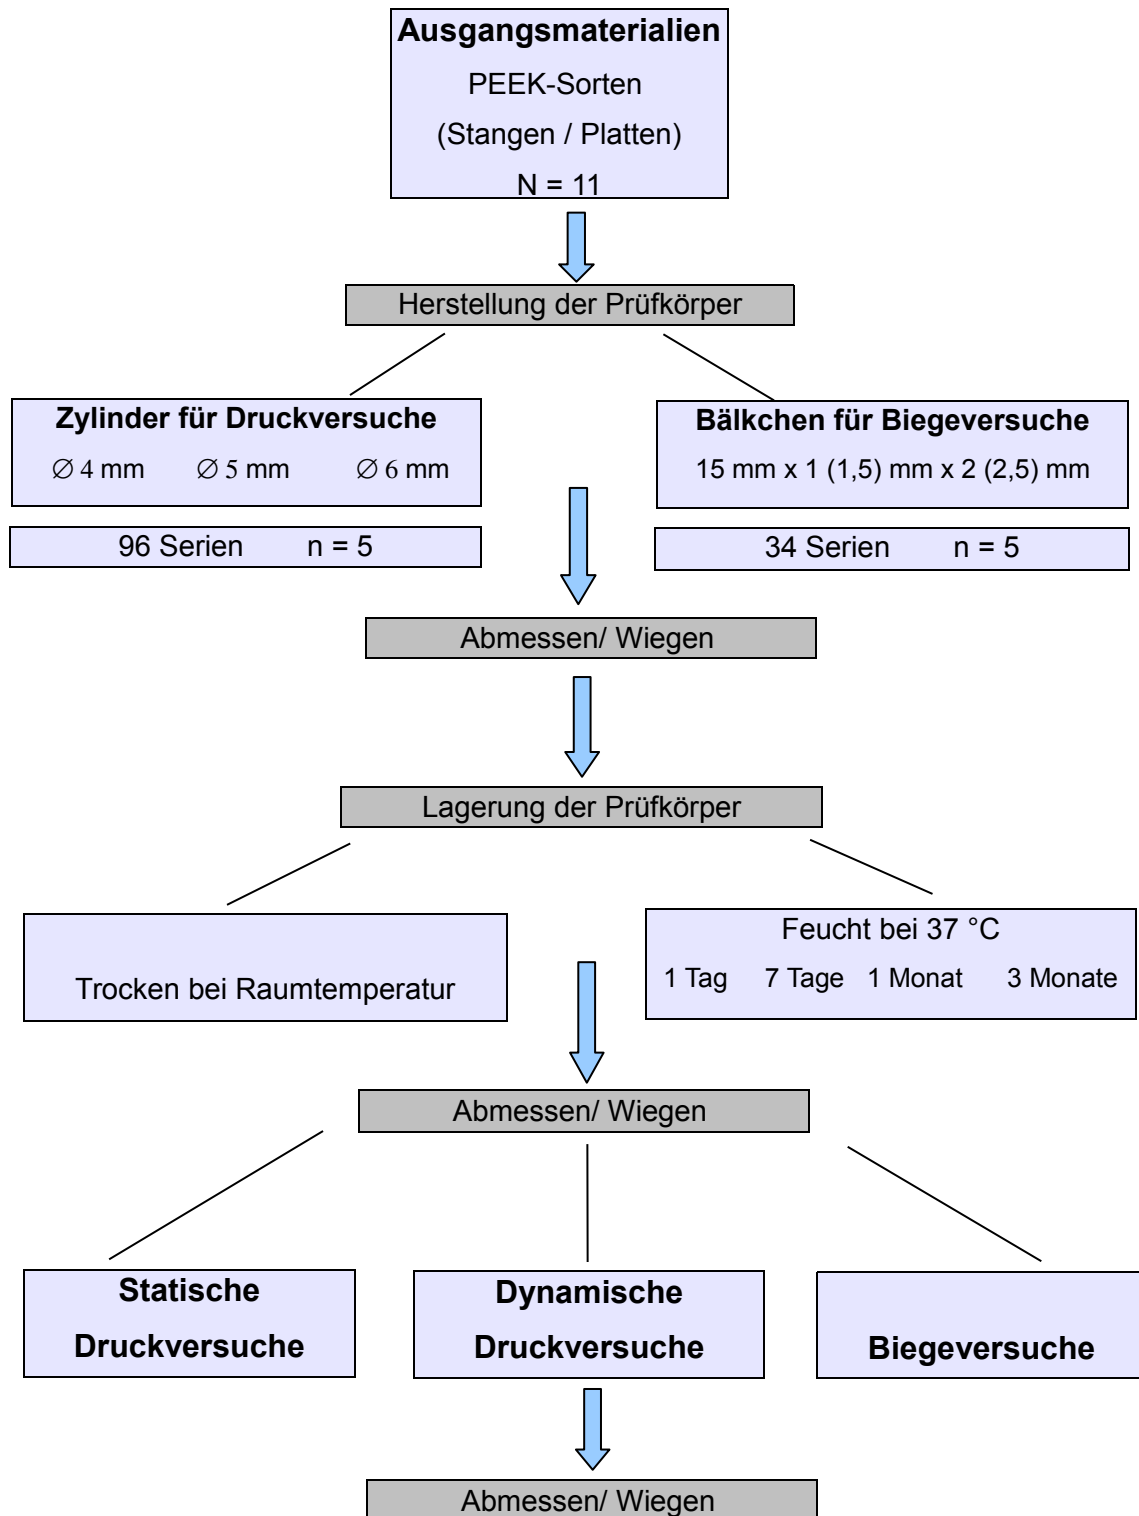 Ausgangsmaterialien
PEEK-Sorten
(Stangen / Platten)
N = 11
Herstellung der Prüfkörper
Zylinder für Druckversuche
∅ 4 mm ∅ 5 mm ∅ 6 mm
96 Serien n = 5
Bälkchen für Biegeversuche
15 mm x 1 (1,5) mm x 2 (2,5) mm
34 Serien n = 5
Abmessen/ Wiegen
Lagerung der Prüfkörper
Trocken bei Raumtemperatur
Feucht bei 37 °C
1 Tag 7 Tage 1 Monat 3 Monate
Abmessen/ Wiegen
Statische
Druckversuche
Dynamische
Druckversuche
Biegeversuche
Abmessen/ Wiegen